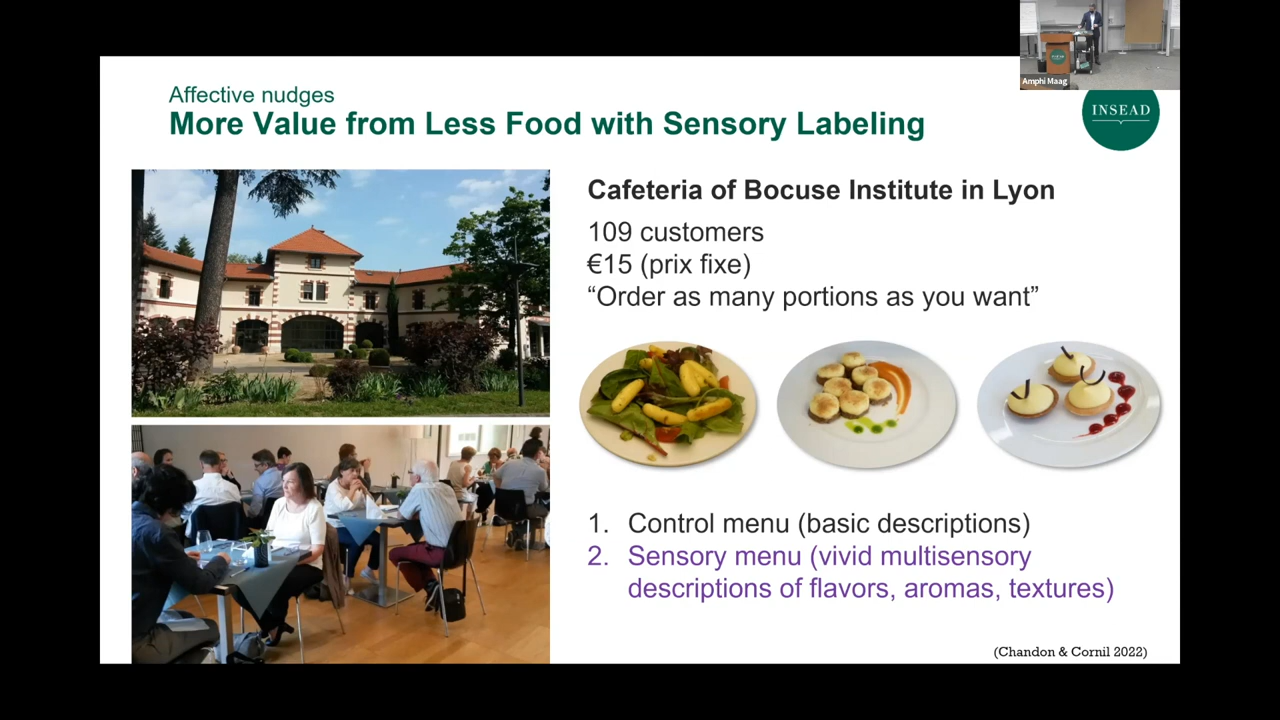 Amphi Maag
Affective nudges
More Value from Less Food with Sensory Labeling
INSEAD
Cafeteria of Bocuse Institute in Lyon
109 customers
€15 (prix fixe)
“Order as many portions as you want”
1. Control menu (basic descriptions)
2. Sensory menu (vivid multisensory
descriptions of flavors, aromas, textures)
(Chandon & Cornil 2022)